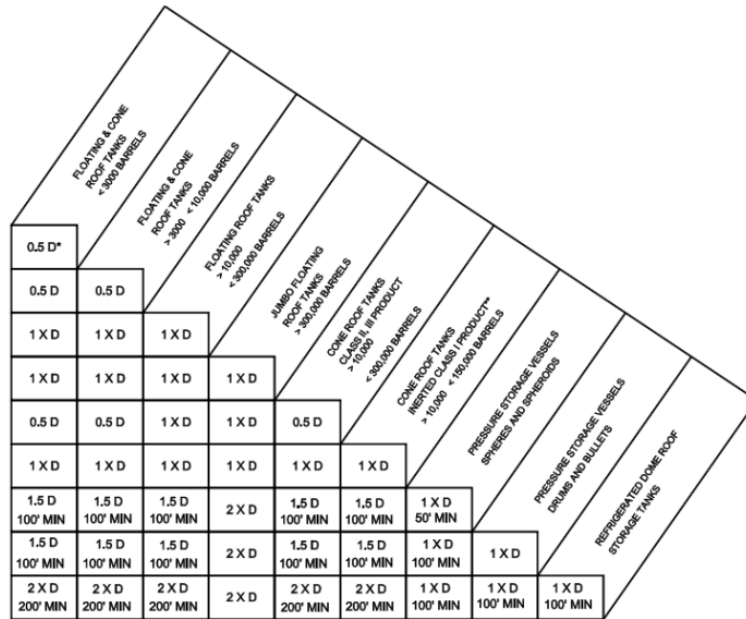 FLOATING & CONE
ROOF TANKS
< 3000 BARRELS
FLOATING & CONE
ROOF TANKS
> 3000 < 10,000 BARRELS
FLOATING ROOF TANKS
> 10,000
< 300,000 BARRELS
JUMBO FLOATING
ROOF TANKS
> 300,000 BARRELS
CONE ROOF TANKS
CLASS II, III PRODUCT
> 10,000
< 300,000 BARRELS
CONE ROOF TANKS
INERTED CLASS I PRODUCT**
> 10,000 < 150,000 BARRELS
PRESSURE STORAGE VESSELS
SPHERES AND SPHEROIDS
PRESSURE STORAGE VESSELS
DRUMS AND BULLETS
REFRIGERATED DOME ROOF
STORAGE TANKS
0.5 D*
0.5 D 0.5 D
1 X D 1 X D 1 X D
1 X D 1 X D 1 X D 1 X D
0.5 D 0.5 D 1 X D 1 X D 0.5 D
1 X D 1 X D 1 X D 1 X D 1 X D 1 X D
1.5 D 1.5 D 1.5 D 2 X D 1.5 D 1.5 D 1 X D
100' MIN 100' MIN 100' MIN 100' MIN 100' MIN 50' MIN
1.5 D 1.5 D 1.5 D 2 X D 1.5 D 1.5 D 1 X D 1 X D
100' MIN 100' MIN 100' MIN 100' MIN 100' MIN 100' MIN
2 X D 2 X D 2 X D 2 X D 2 X D 2 X D 1 X D 1 X D 1 X D
200' MIN 200' MIN 200' MIN 200' MIN 200' MIN 100' MIN 100' MIN 100' MIN